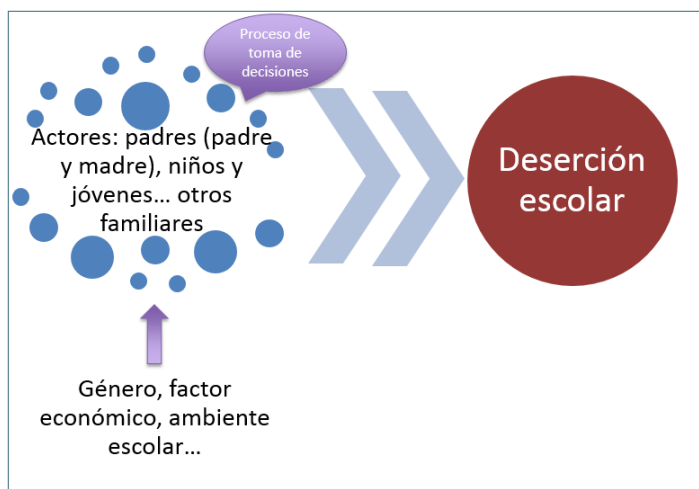 Proceso de
toma de
decisiones
Actores: padres (padre
y madre), niños y
jóvenes... otros
familiares
Deserción
escolar
Género, factor
económico, ambiente
escolar...